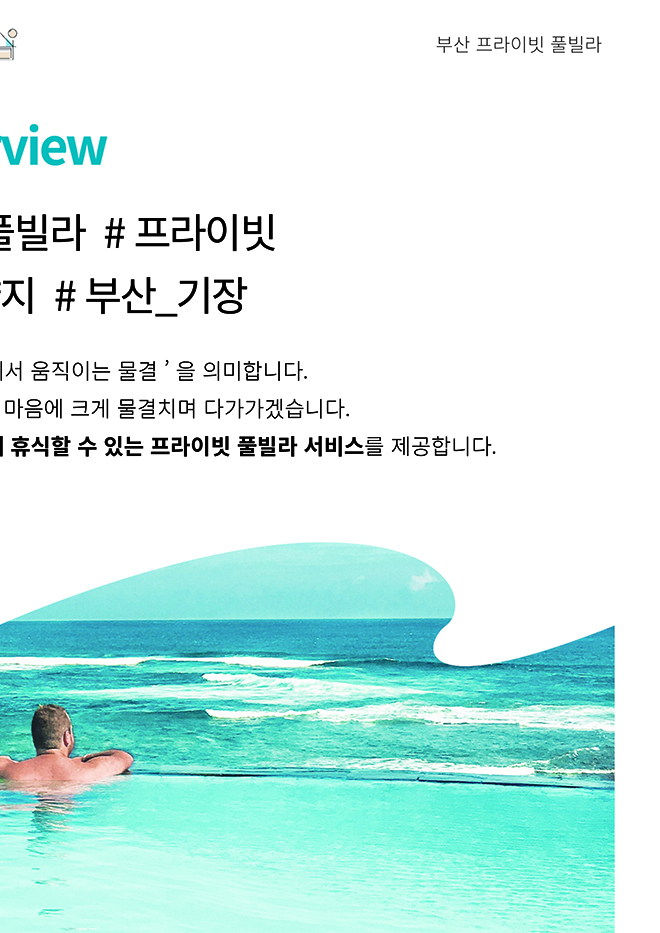 부산 프라이빗 풀빌라
view
풀빌라 # 프라이빗
지 # 부산_기장
서 움직이는 물결 ’ 을 의미합니다.
마음에 크게 물결치며 다가가겠습니다.
휴식할 수 있는 프라이빗 풀빌라 서비스를 제공합니다.